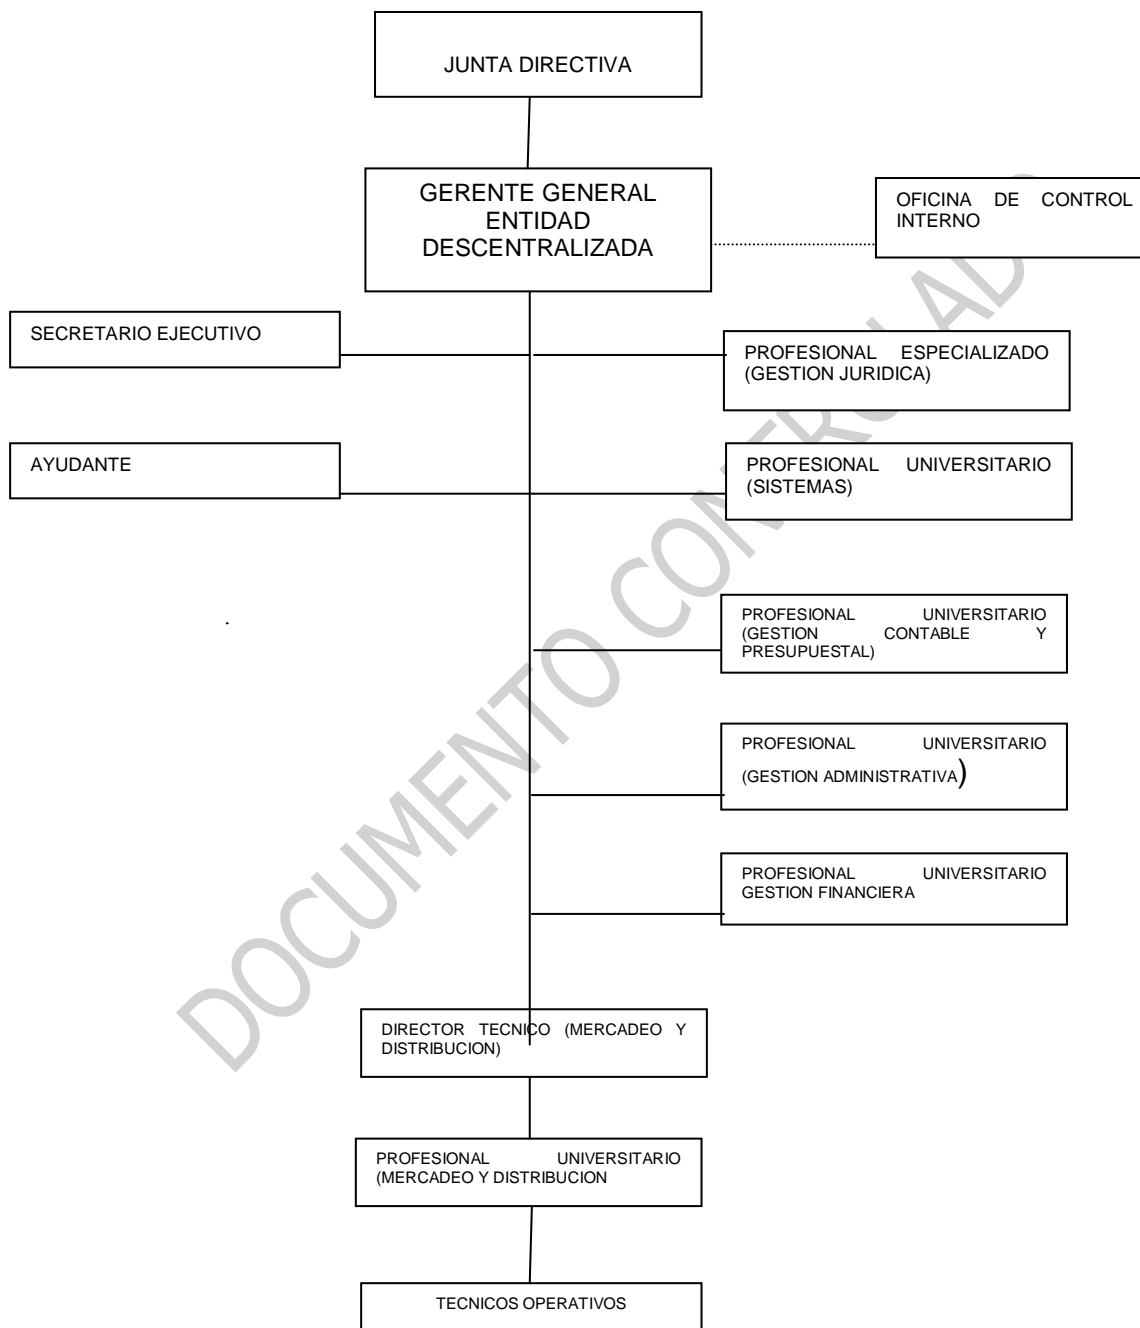 JUNTA DIRECTIVA
GERENTE GENERAL
ENTIDAD
DESCENTRALIZADA
OFICINA DE CONTROL
INTERNO
SECRETARIO EJECUTIVO
PROFESIONAL ESPECIALIZADO
(GESTION JURIDICA)
AYUDANTE
PROFESIONAL UNIVERSITARIO
(SISTEMAS)
PROFESIONAL UNIVERSITARIO
(GESTION CONTABLE Y
PRESUPUESTAL)
PROFESIONAL UNIVERSITARIO
(GESTION ADMINISTRATIVA)
PROFESIONAL UNIVERSITARIO
GESTION FINANCIERA
DIRECTOR TECNICO (MERCADEO Y
DISTRIBUCION)
PROFESIONAL UNIVERSITARIO
(MERCADEO Y DISTRIBUCION
TECNICOS OPERATIVOS
DOCUMENTO